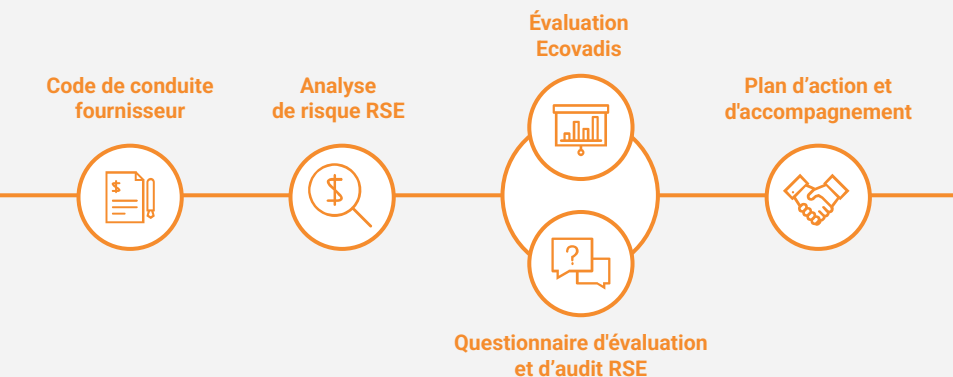 Évaluation
Ecovadis
Code de conduite
fournisseur
Analyse
de risque RSE
Plan d’action et
d'accompagnement
$
$
?
Questionnaire d'évaluation
et d’audit RSE